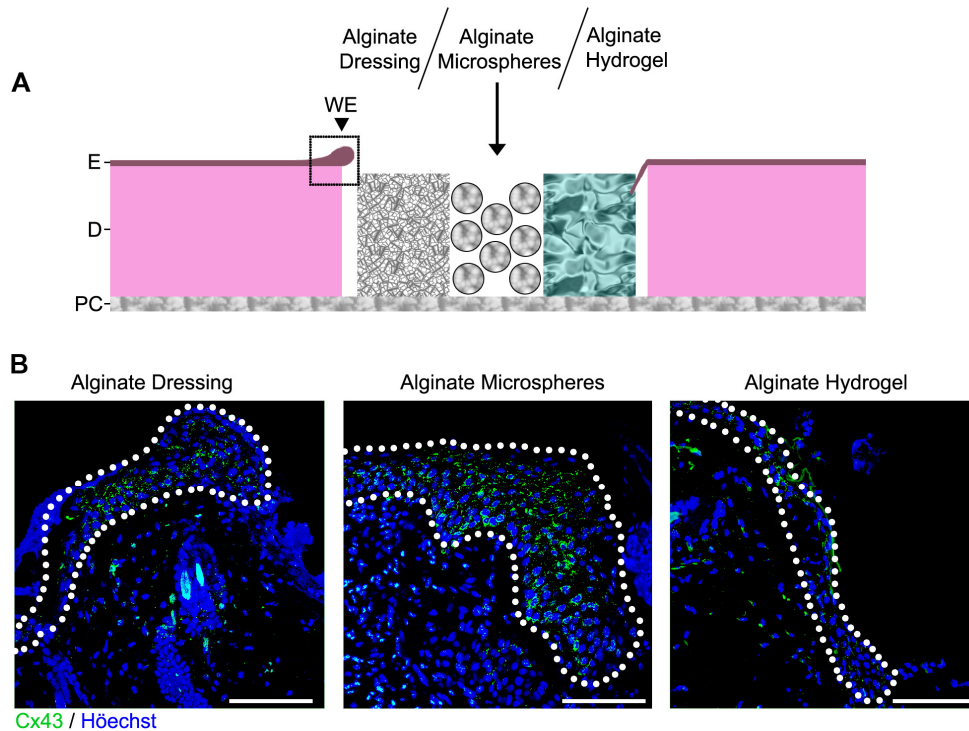 Alginate
Dressing
Alginate
Microspheres
Alginate
Hydrogel
A
WE
E
D
PC
B
Alginate Dressing
Alginate Microspheres
Alginate Hydrogel
Cx43 / Höechst